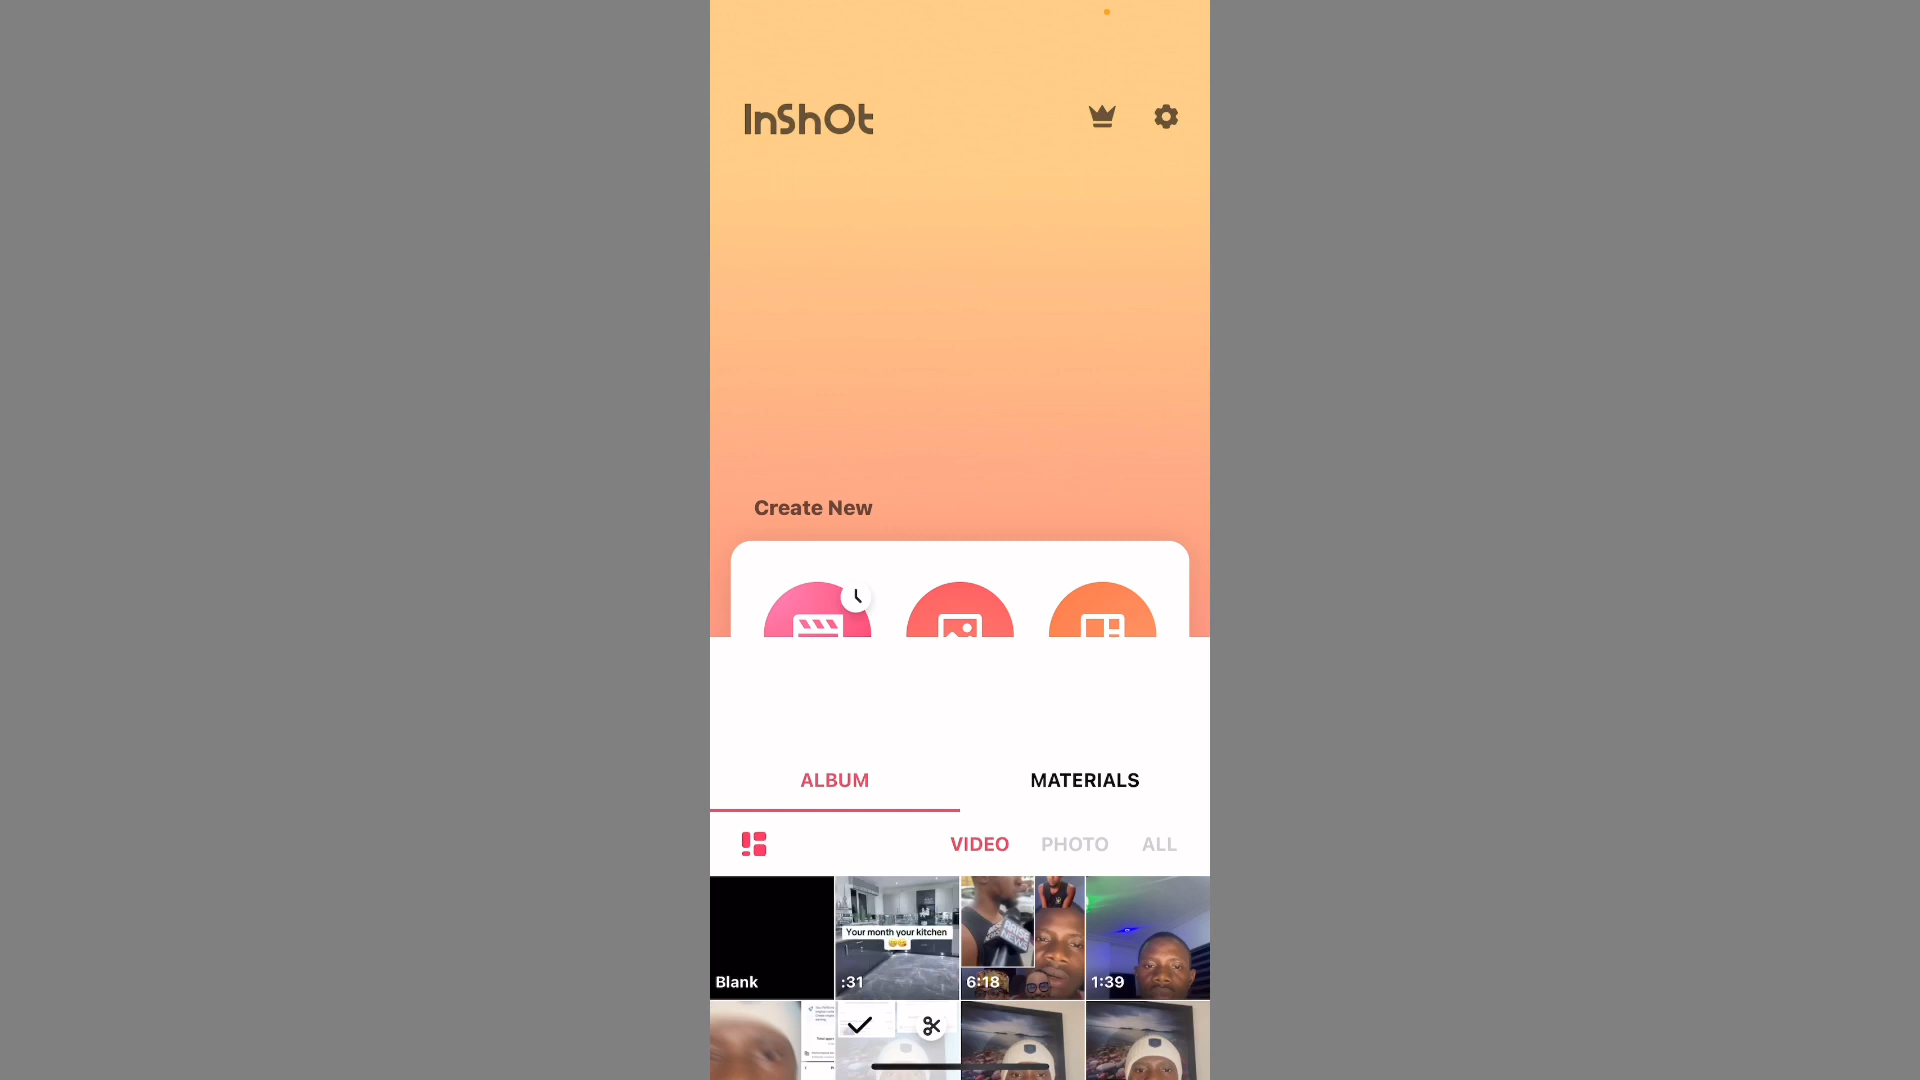 InShOt
Create New
ALBUM
MATERIALS
VIDEO
PHOTO
ALL
Your month your kitchen
Blank
:31
6:18
1:39